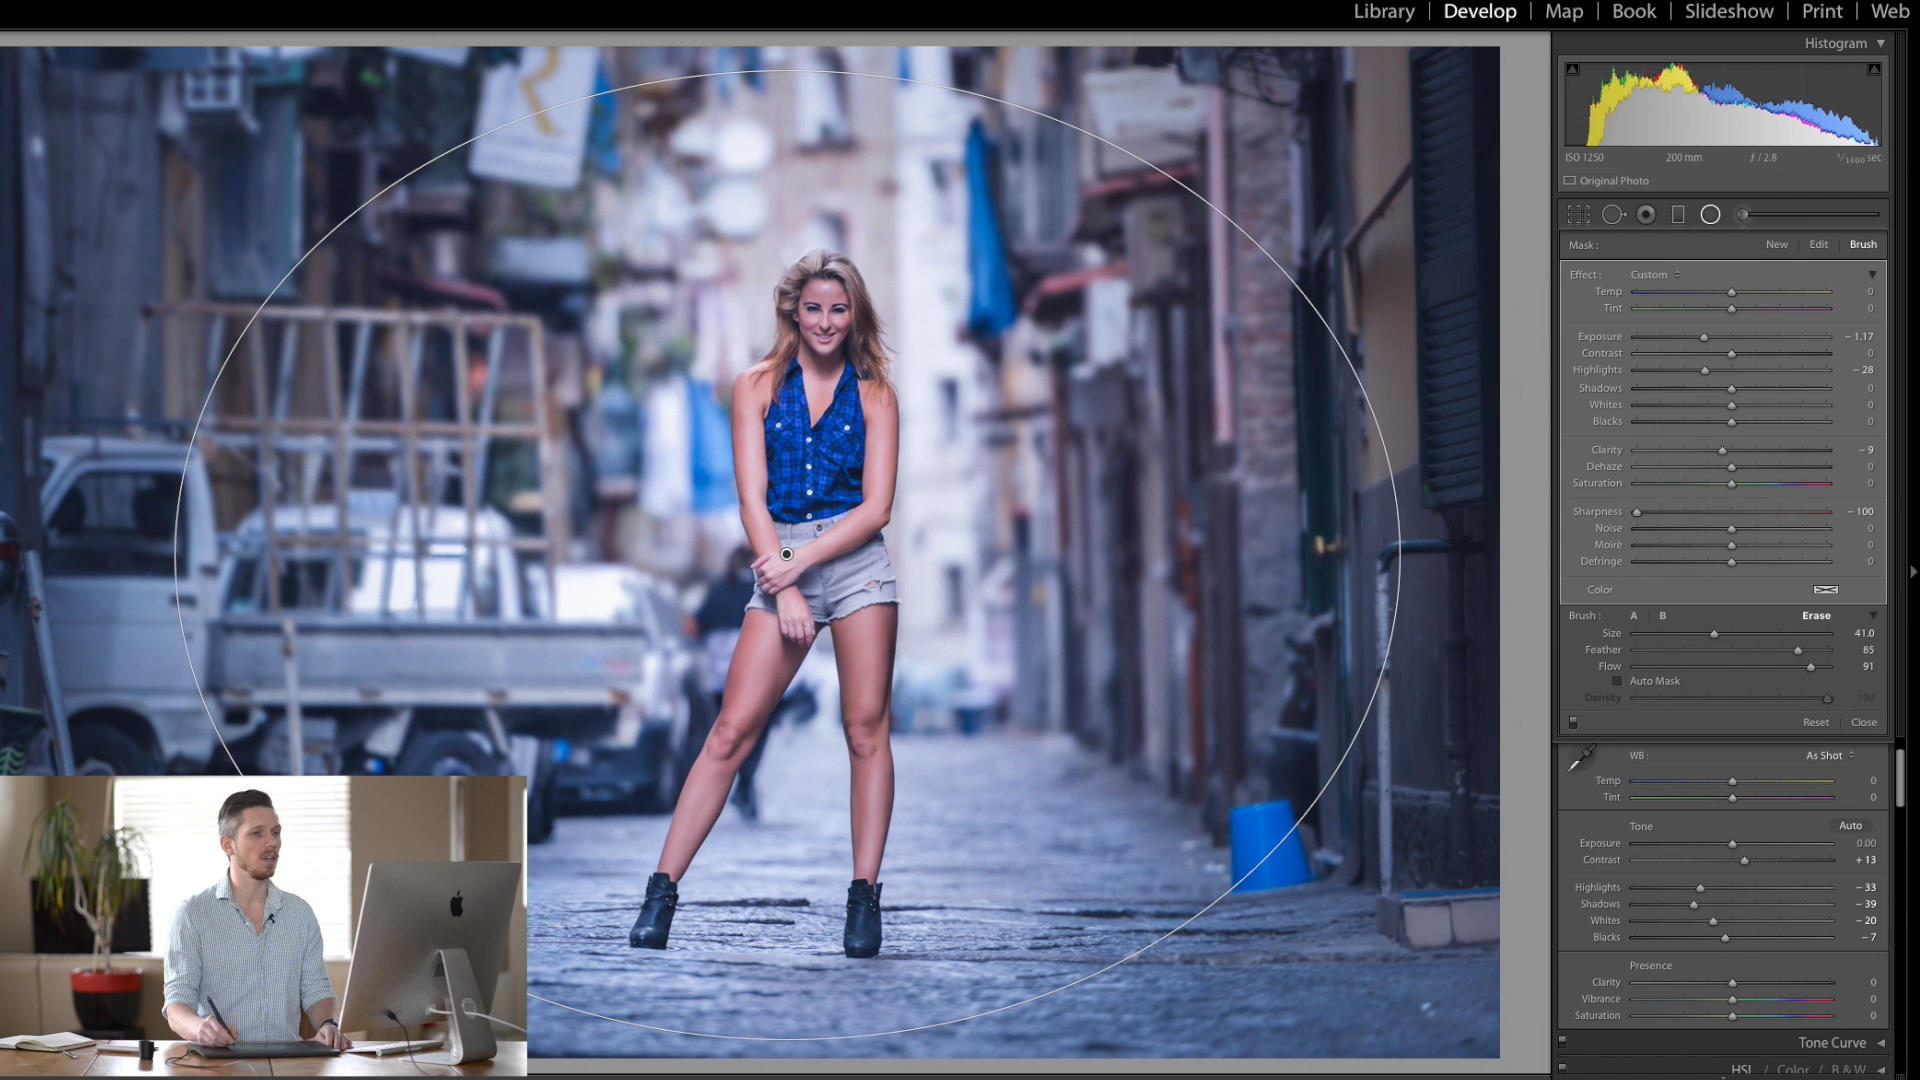 Library | Develop | Map | Book | Slideshow | Print | Web
Histogram
ISO 1250 200 mm ƒ / 2.8 1/1600 sec
Original Photo
Mask : New Edit Brush
Effect : Custom
Temp 0
Tint 0
Exposure – 1.17
Contrast 0
Highlights – 28
Shadows 0
Whites 0
Blacks 0
Clarity – 9
Dehaze 0
Saturation 0
Sharpness – 100
Noise 0
Moirè 0
Defringe 0
Color
Brush : A | B Erase
Size 41.0
Feather 85
Flow 91
Auto Mask
Density 100
Reset | Close
WB : As Shot
Temp 0
Tint 0
Tone Auto
Exposure 0.00
Contrast + 13
Highlights – 33
Shadows – 39
Whites – 20
Blacks – 7
Presence
Clarity 0
Vibrance 0
Saturation 0
Tone Curve
HSL / Color / B & W